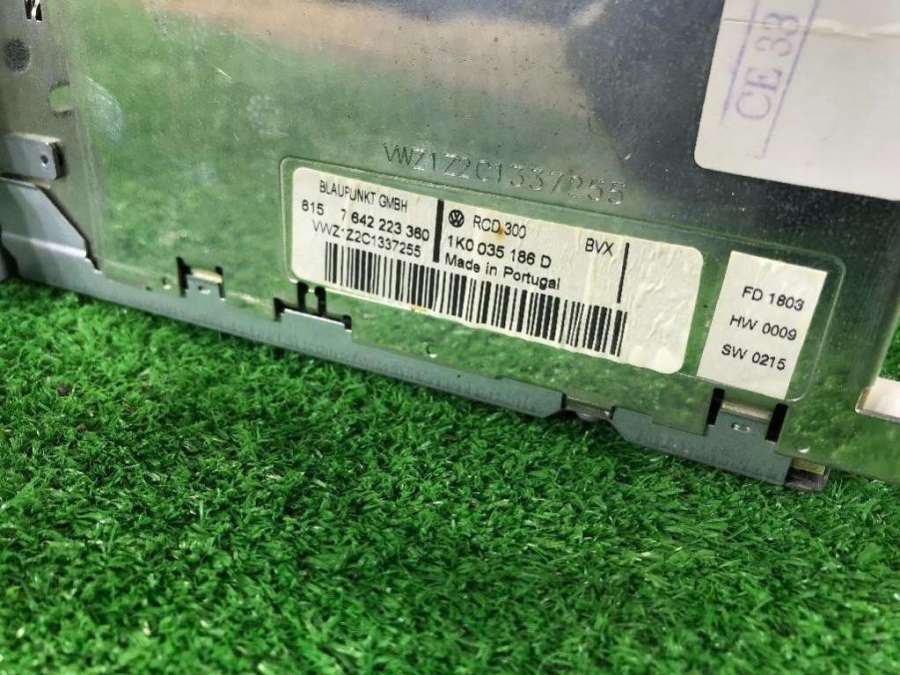 CE 33
VWZ1Z2C1337255
BLAUPUNKT GMBH
815 7 642 223 360
VWZ1Z2C1337255
RCD 300 BVX
1K0 035 186 D
Made in Portugal
FD 1803
HW 0009
SW 0215